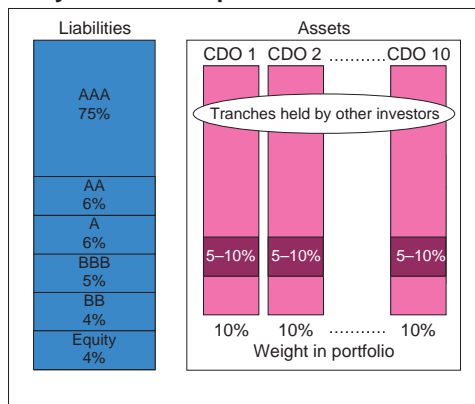 Liabilities
Assets
CDO 1 CDO 2 ........... CDO 10
AAA
75%
Tranches held by other investors
AA
6%
A
6%
BBB
5%
BB
4%
Equity
4%
5–10% 5–10% 5–10%
10% 10% ........... 10%
Weight in portfolio